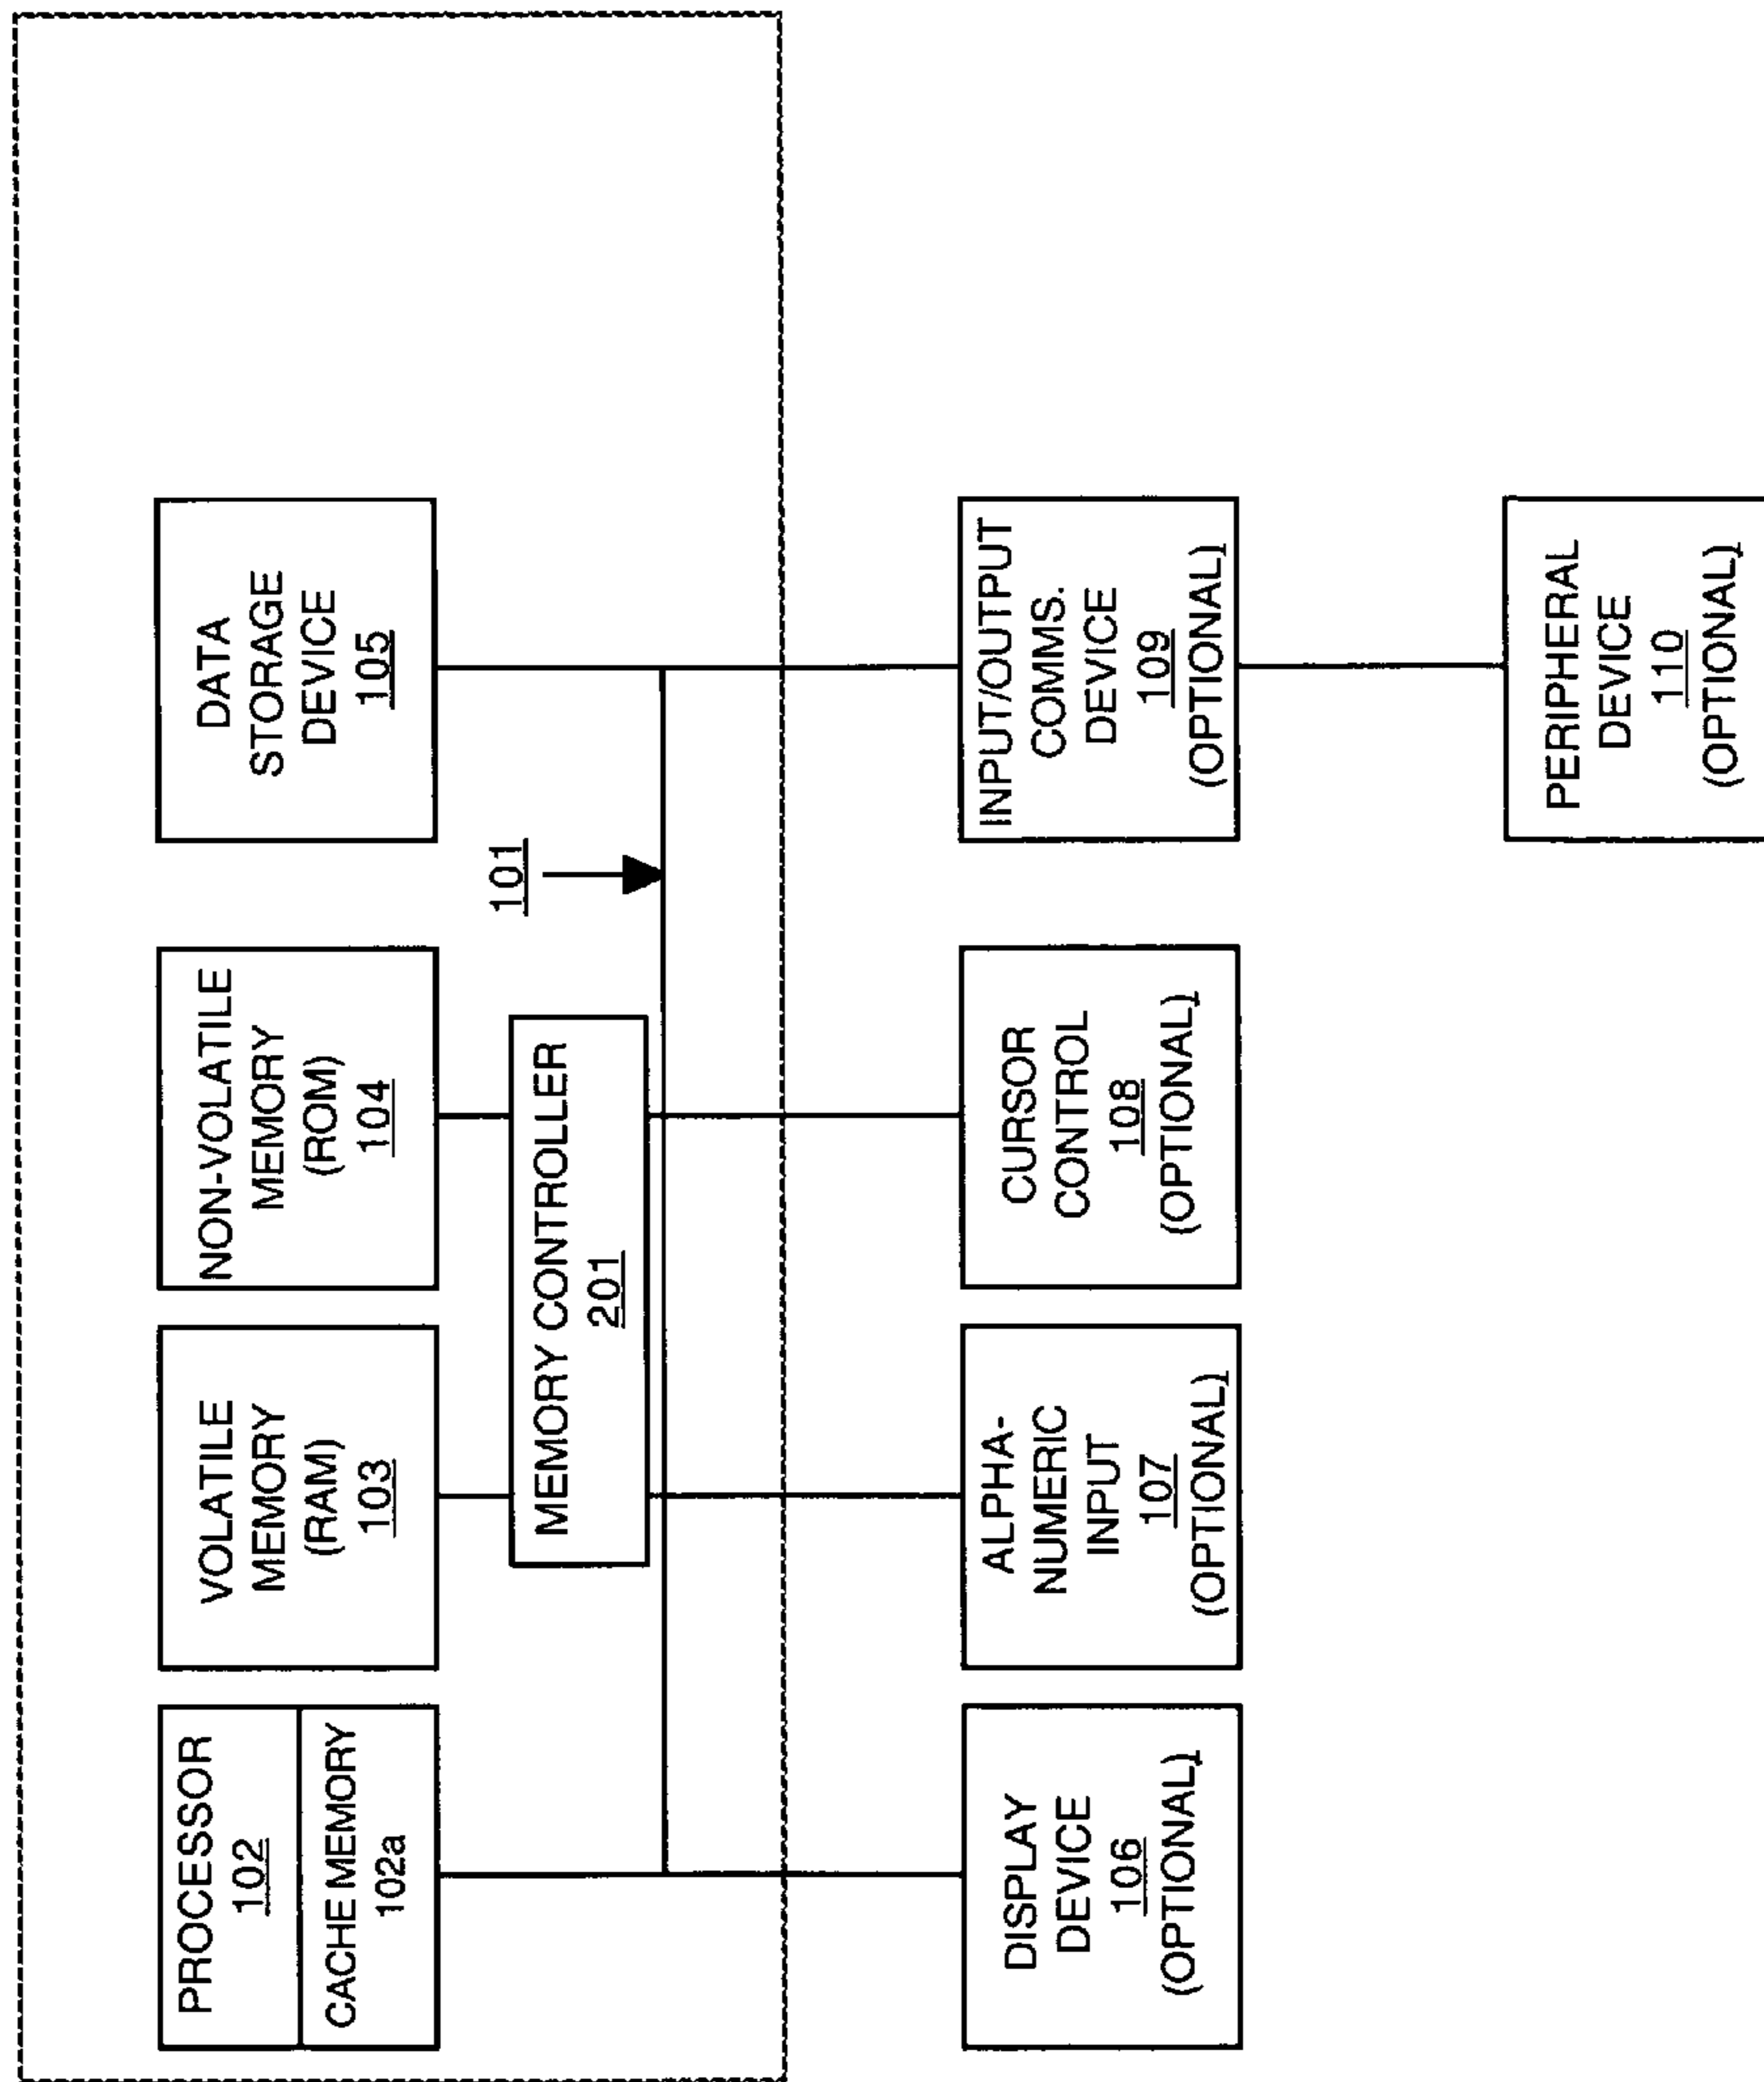 PROCESSOR
102
CACHE MEMORY
102a
VOLATILE
MEMORY
(RAM)
103
NON-VOLATILE
MEMORY
(ROM)
104
DATA
STORAGE
DEVICE
105
MEMORY CONTROLLER
201
101
DISPLAY
DEVICE
106
(OPTIONAL)
ALPHA-
NUMERIC
INPUT
107
(OPTIONAL)
CURSOR
CONTROL
108
(OPTIONAL)
INPUT/OUTPUT
COMMS.
DEVICE
109
(OPTIONAL)
PERIPHERAL
DEVICE
110
(OPTIONAL)